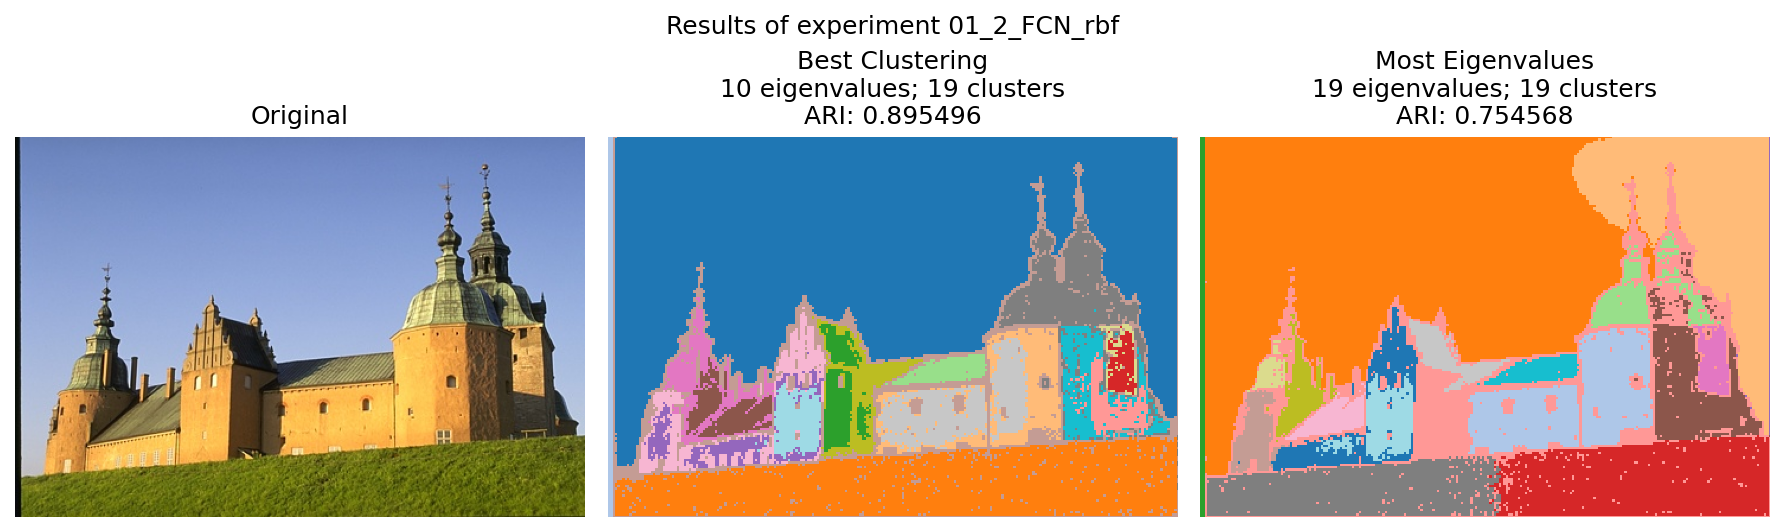 Results of experiment 01_2_FCN_rbf
Original
Best Clustering
10 eigenvalues; 19 clusters
ARI: 0.895496
Most Eigenvalues
19 eigenvalues; 19 clusters
ARI: 0.754568